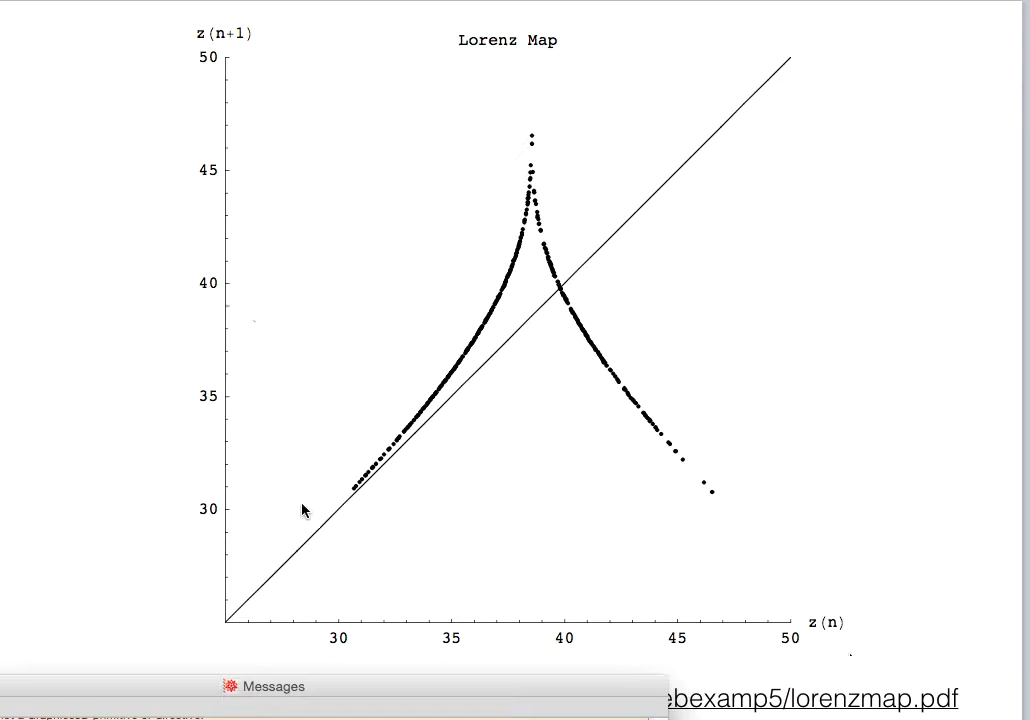 z(n+1)
Lorenz Map
50
45
40
35
30
z(n)
30 35 40 45 50
Messages
ebexamp5/lorenzmap.pdf